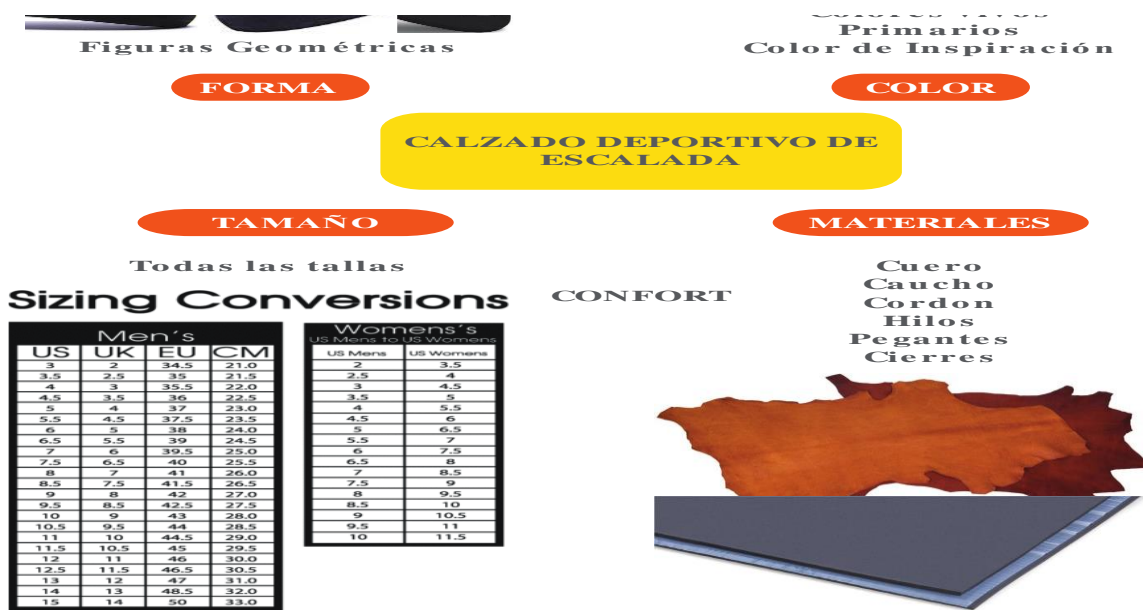 Colores vivos
Figuras Geométricas
Primarios
Color de Inspiración
FORMA
COLOR
CALZADO DEPORTIVO DE
ESCALADA
TAMAÑO
MATERIALES
Todas las tallas
Cuero
Caucho
Cordon
Hilos
Pegantes
Cierres
CONFORT
Sizing Conversions
Men´s
US UK EU CM
3 2 34.5 21.0
3.5 2.5 35 21.5
4 3 35.5 22.0
4.5 3.5 36 22.5
5 4 37 23.0
5.5 4.5 37.5 23.5
6 5 38 24.0
6.5 5.5 39 24.5
7 6 39.5 25.0
7.5 6.5 40 25.5
8 7 41 26.0
8.5 7.5 41.5 26.5
9 8 42 27.0
9.5 8.5 42.5 27.5
10 9 43 28.0
10.5 9.5 44 28.5
11 10 44.5 29.0
11.5 10.5 45 29.5
12 11 46 30.0
12.5 11.5 46.5 30.5
13 12 47 31.0
14 13 48.5 32.0
15 14 50 33.0
Womens´s
US Mens to US Womens
US Mens US Womens
2 3.5
2.5 4
3 4.5
3.5 5
4 5.5
4.5 6
5 6.5
5.5 7
6 7.5
6.5 8
7 8.5
7.5 9
8 9.5
8.5 10
9 10.5
9.5 11
10 11.5